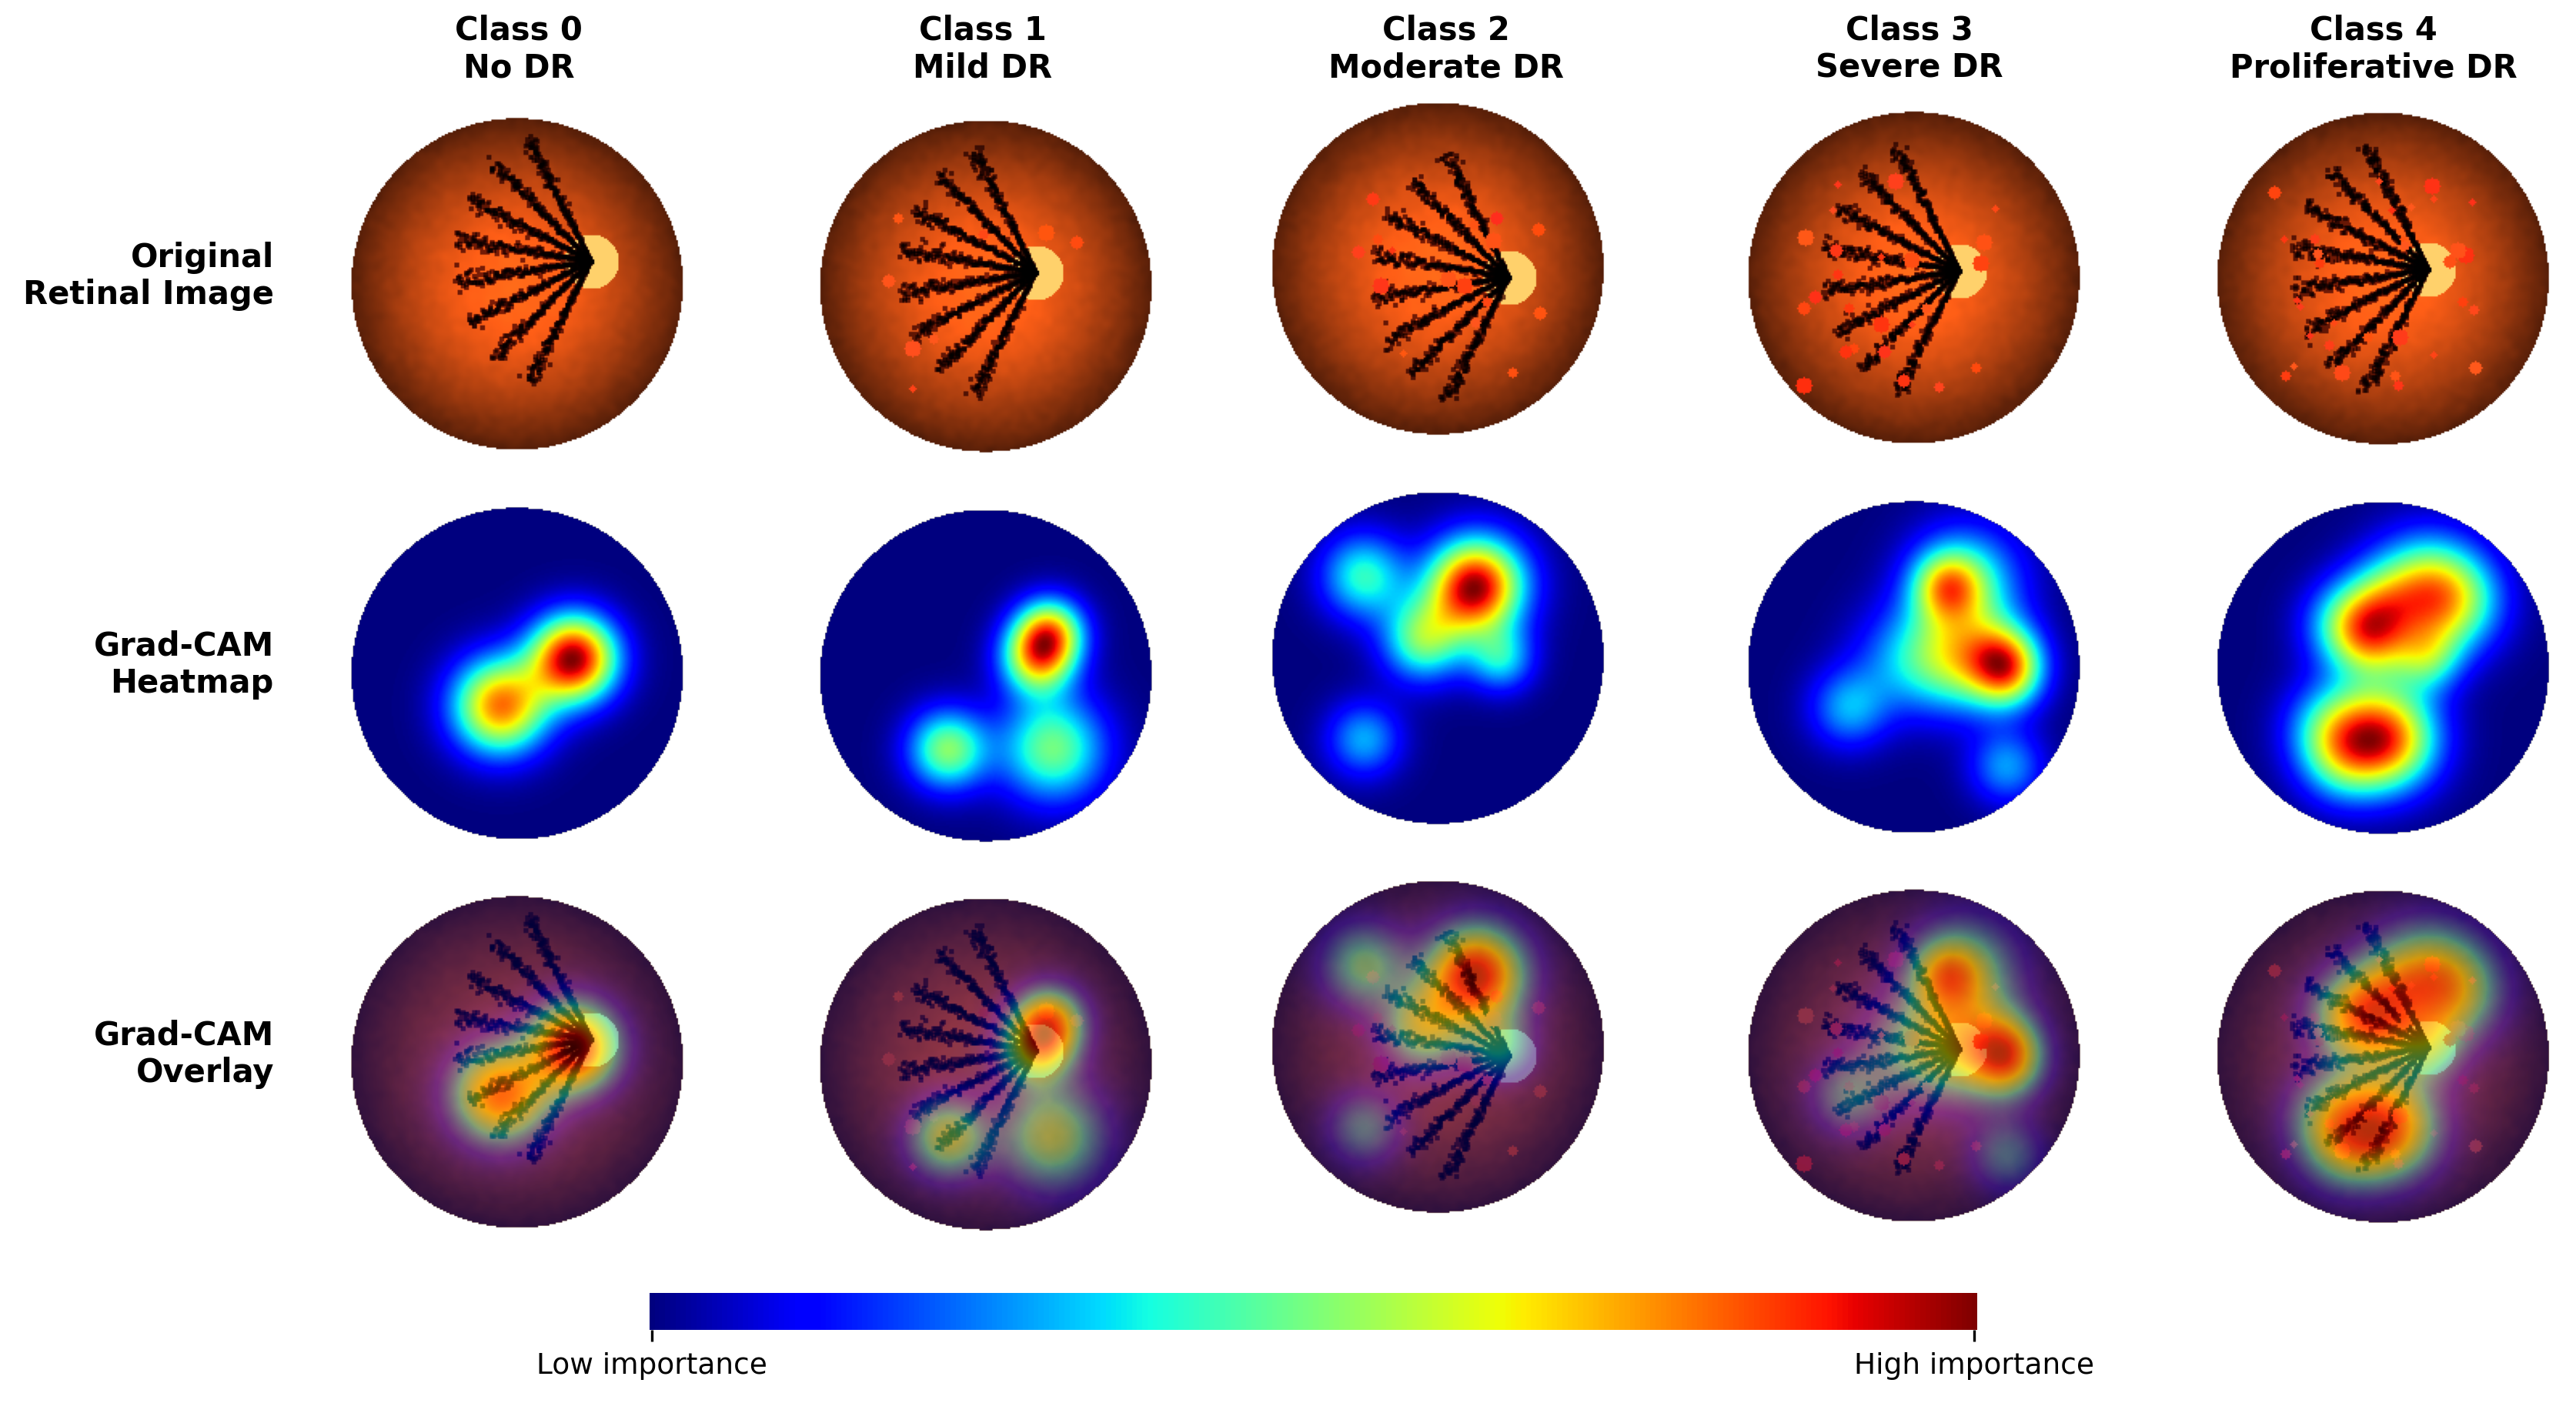 Class 0
No DR
Class 1
Mild DR
Class 2
Moderate DR
Class 3
Severe DR
Class 4
Proliferative DR
Original
Retinal Image
Grad-CAM
Heatmap
Grad-CAM
Overlay
Low importance
High importance